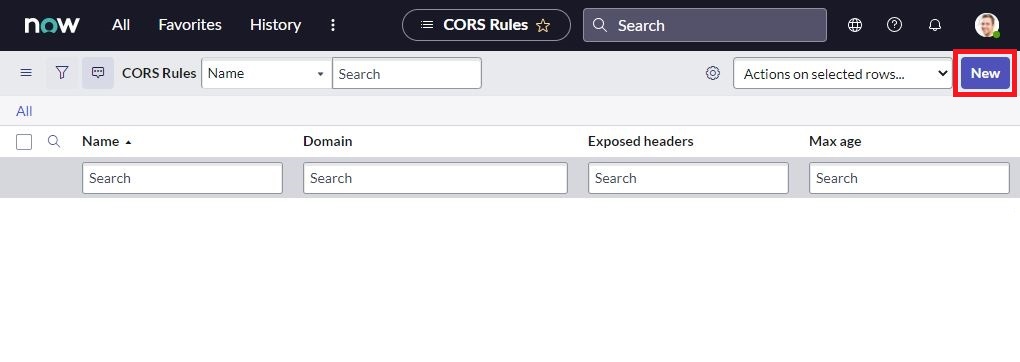 now All Favorites History CORS Rules Search
CORS Rules Name Search Actions on selected rows... New
All
Name Domain Exposed headers Max age
Search Search Search Search